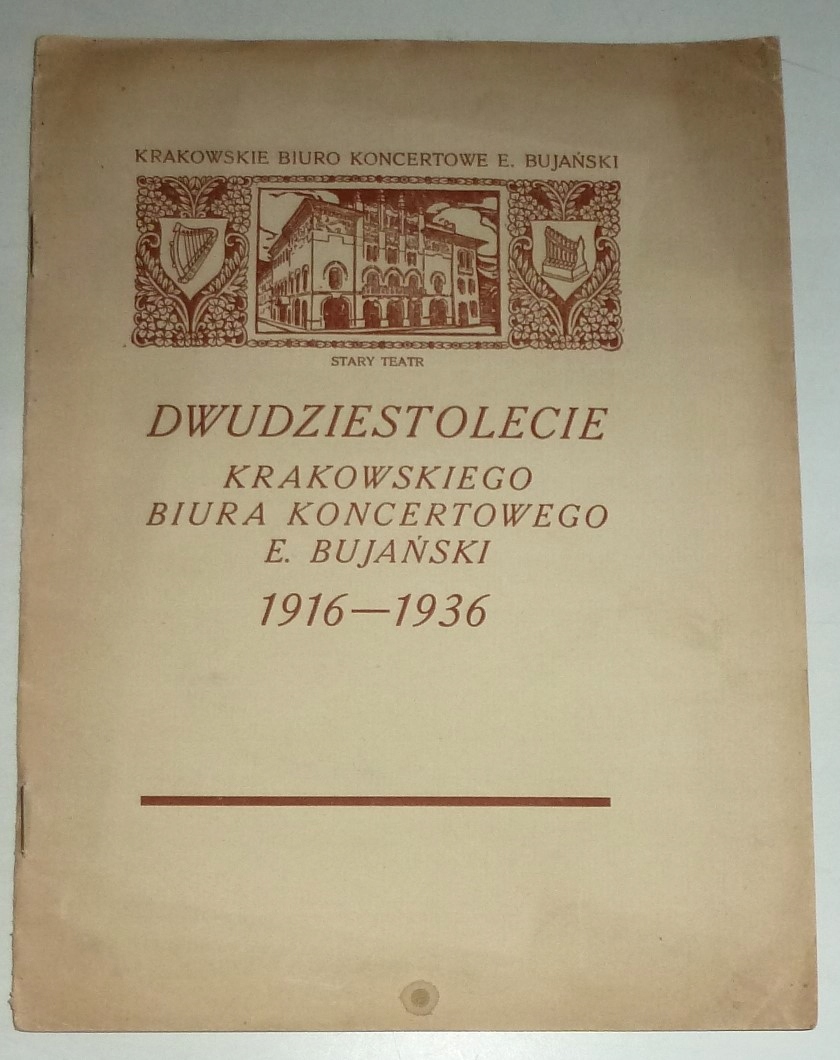 KRAKOWSKIE BIURO KONCERTOWE E. BUJAŃSKI
STARY TEATR
DWUDZIESTOLECIE
KRAKOWSKIEGO
BIURA KONCERTOWEGO
E. BUJAŃSKI
1916—1936